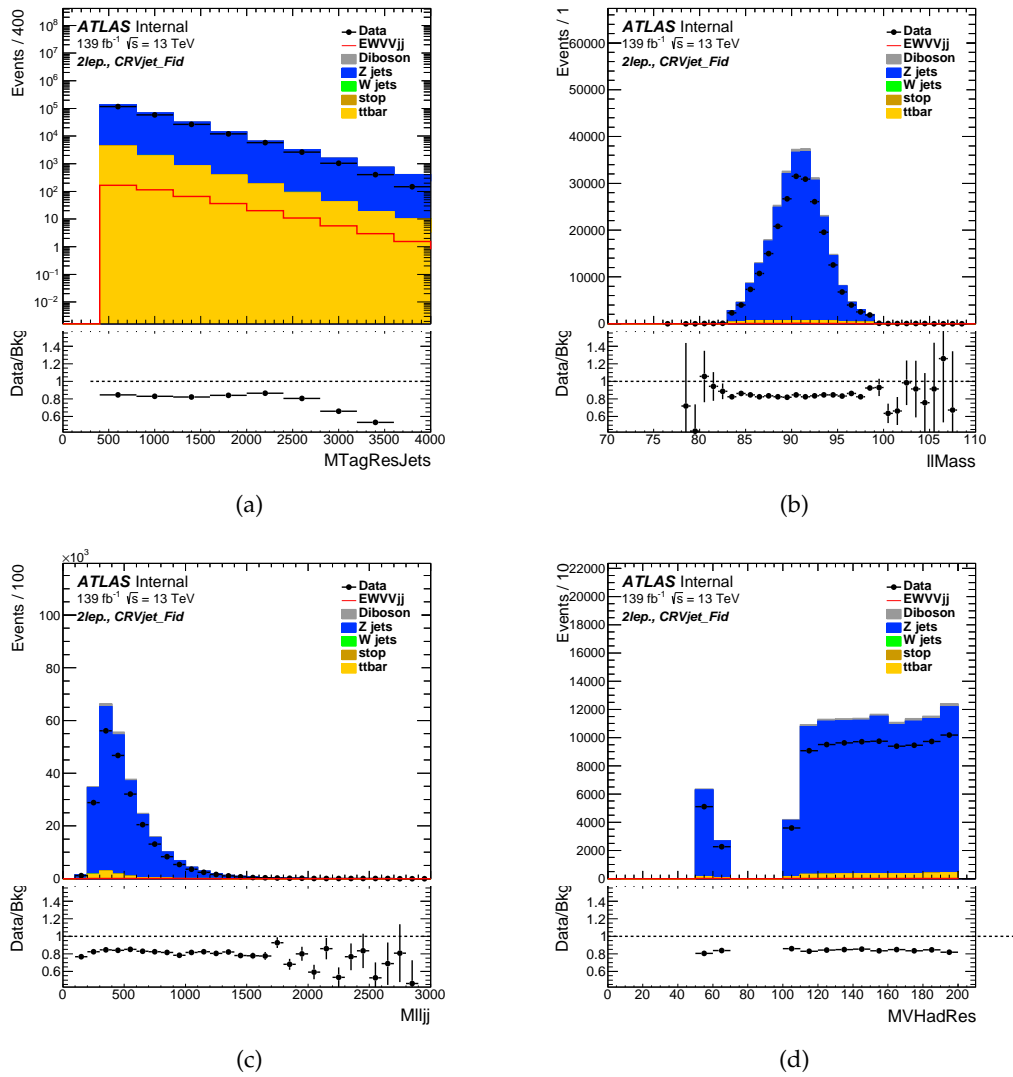 ATLAS Internal
139 fb⁻¹ √s = 13 TeV
2lep., CRVjet_Fid
Data
EWVVjj
Diboson
Z jets
W jets
stop
ttbar
Events / 400
10⁸
10⁷
10⁶
10⁵
10⁴
10³
10²
10
1
10⁻¹
10⁻²
Data/Bkg
1.4
1.2
1
0.8
0.6
0 500 1000 1500 2000 2500 3000 3500 4000
MTagResJets
(a)
ATLAS Internal
139 fb⁻¹ √s = 13 TeV
2lep., CRVjet_Fid
Data
EWVVjj
Diboson
Z jets
W jets
stop
ttbar
Events / 1
60000
50000
40000
30000
20000
10000
0
Data/Bkg
1.4
1.2
1
0.8
0.6
70 75 80 85 90 95 100 105 110
llMass
(b)
×10³
ATLAS Internal
139 fb⁻¹ √s = 13 TeV
2lep., CRVjet_Fid
Data
EWVVjj
Diboson
Z jets
W jets
stop
ttbar
Events / 100
100
80
60
40
20
0
Data/Bkg
1.4
1.2
1
0.8
0.6
0 500 1000 1500 2000 2500 3000
Mlljj
(c)
ATLAS Internal
139 fb⁻¹ √s = 13 TeV
2lep., CRVjet_Fid
Data
EWVVjj
Diboson
Z jets
W jets
stop
ttbar
Events / 10
22000
20000
18000
16000
14000
12000
10000
8000
6000
4000
2000
0
Data/Bkg
1.4
1.2
1
0.8
0.6
0 20 40 60 80 100 120 140 160 180 200
MVHadRes
(d)